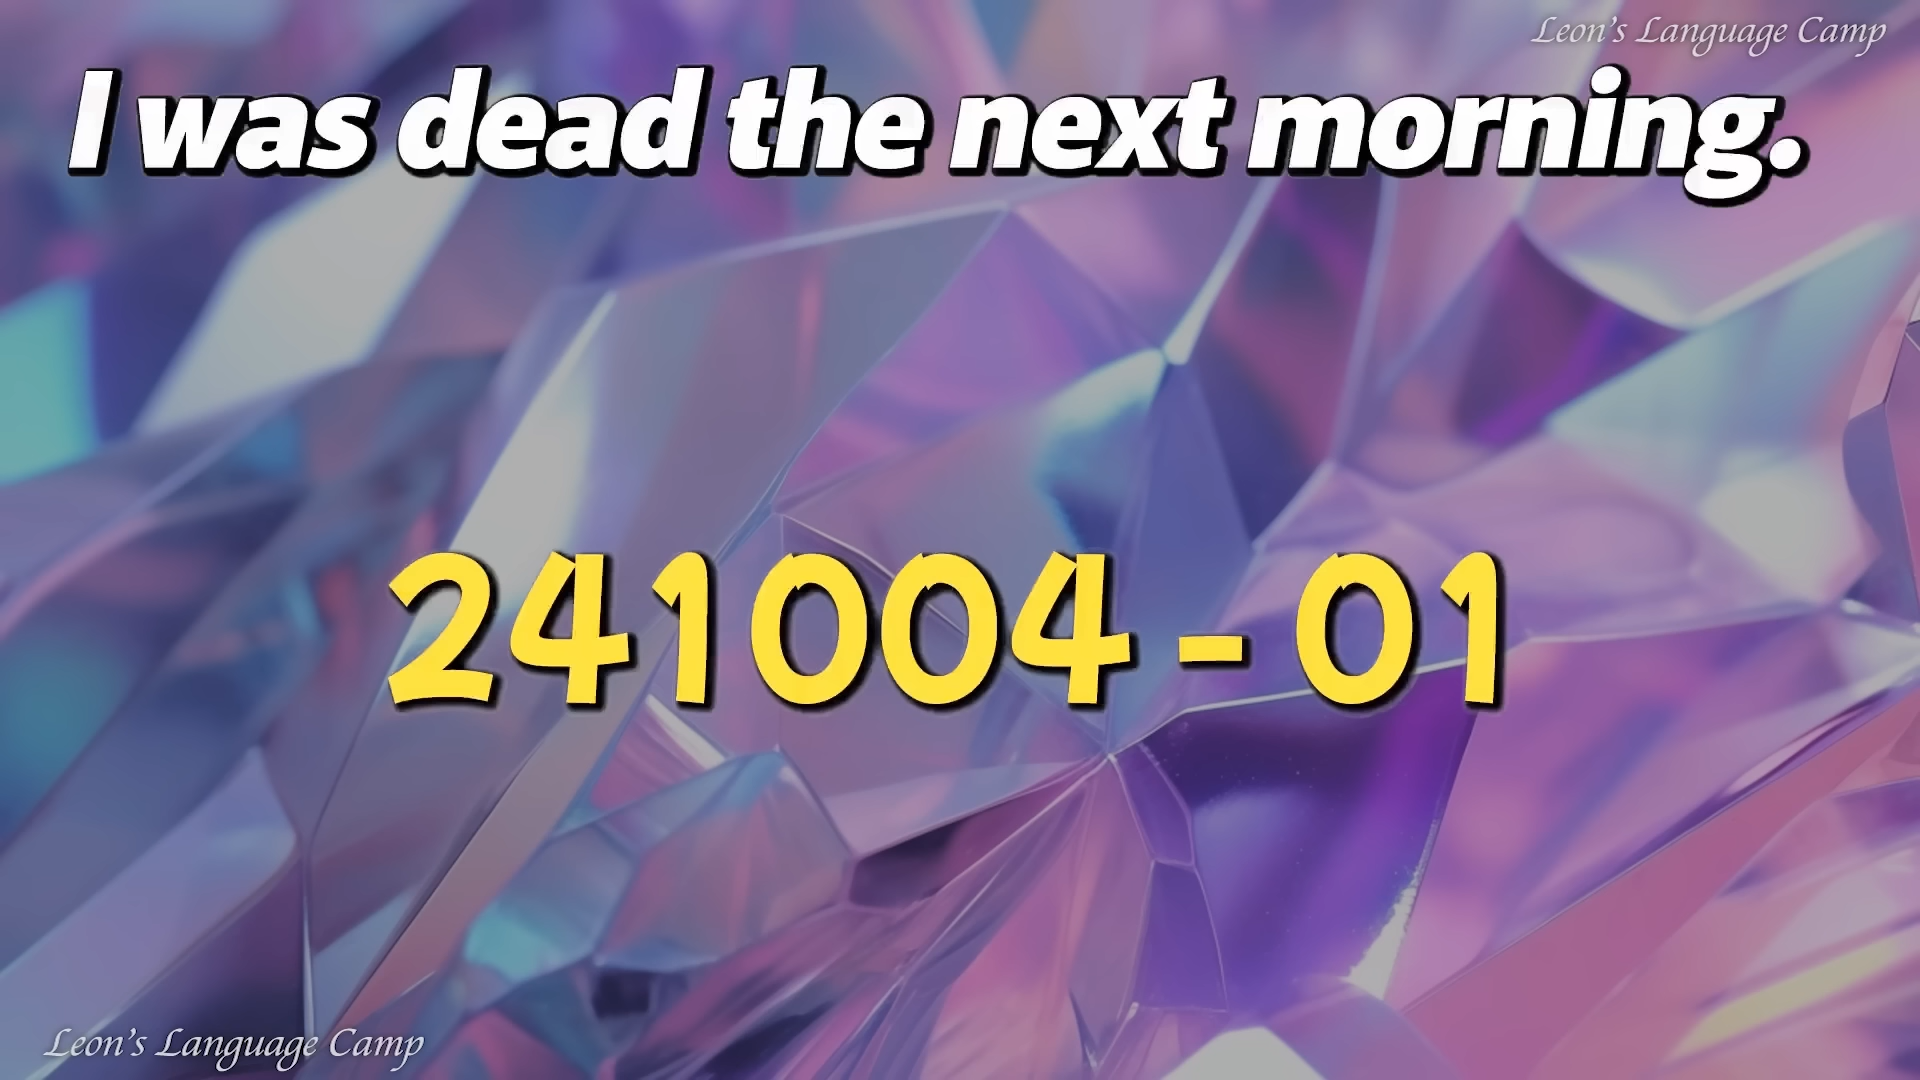 Leon's Language Camp
I was dead the next morning.
241004-01
Leon's Language Camp